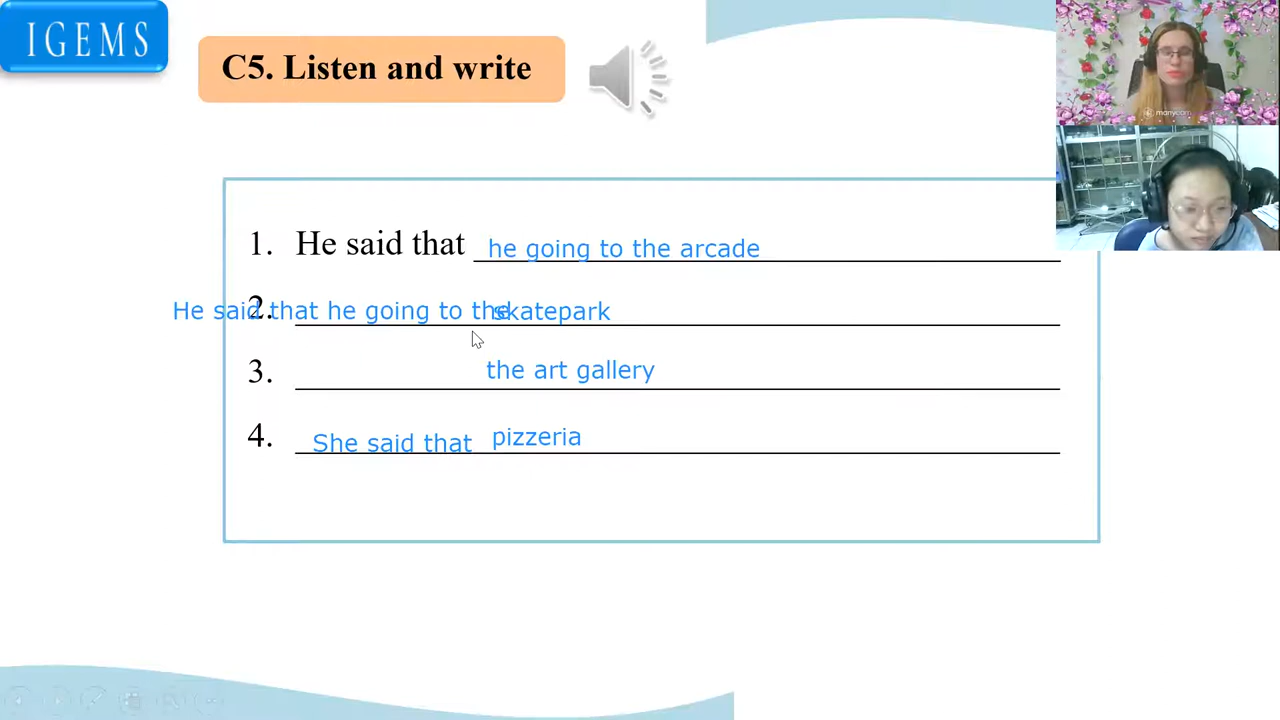 IGEMS
C5. Listen and write
manycam
1. He said that he going to the arcade
2. He said that he going to the skatepark
3. the art gallery
4. She said that pizzeria